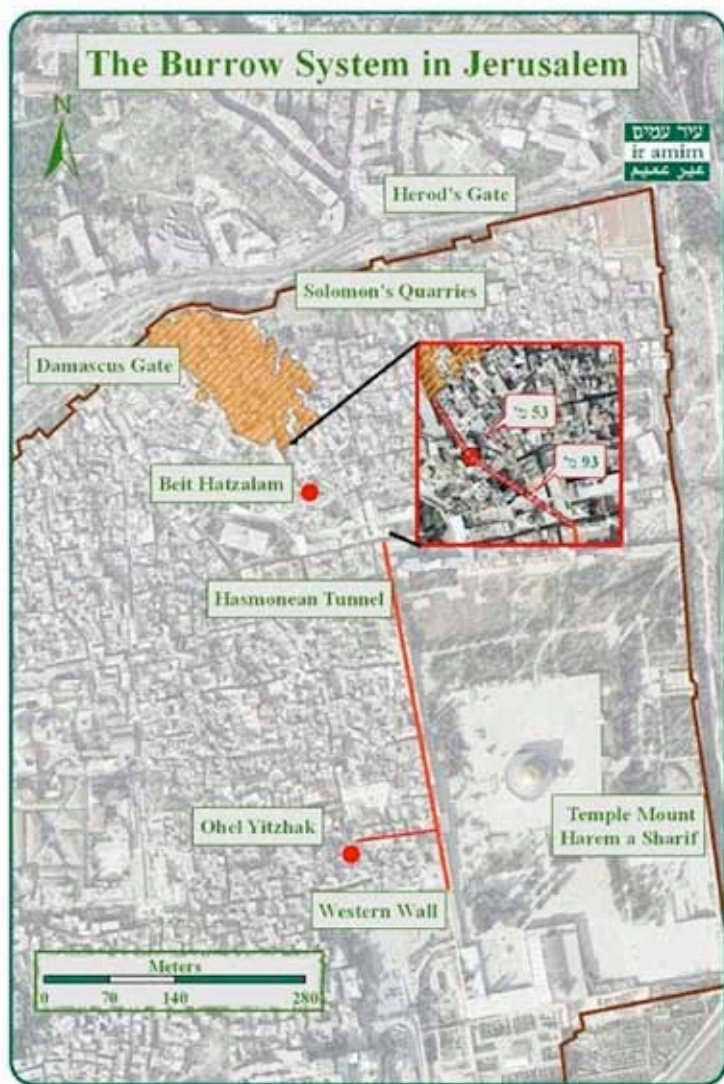 The Burrow System in Jerusalem
N
עיר עמים
ir amim
عير عميم
Herod's Gate
Solomon's Quarries
Damascus Gate
53 מ'
93 מ'
Beit Hatzalam
Hasmonean Tunnel
Ohel Yitzhak
Temple Mount
Harem a Sharif
Western Wall
Meters
0 70 140 280